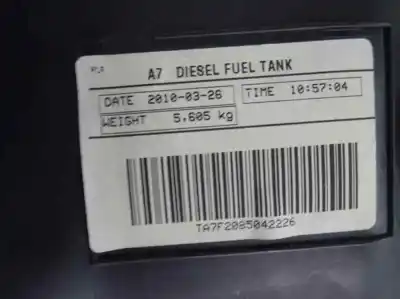 A7 DIESEL FUEL TANK
DATE 2010-03-26 TIME 10:57:04
WEIGHT 5,605 kg
TA7F2085042226